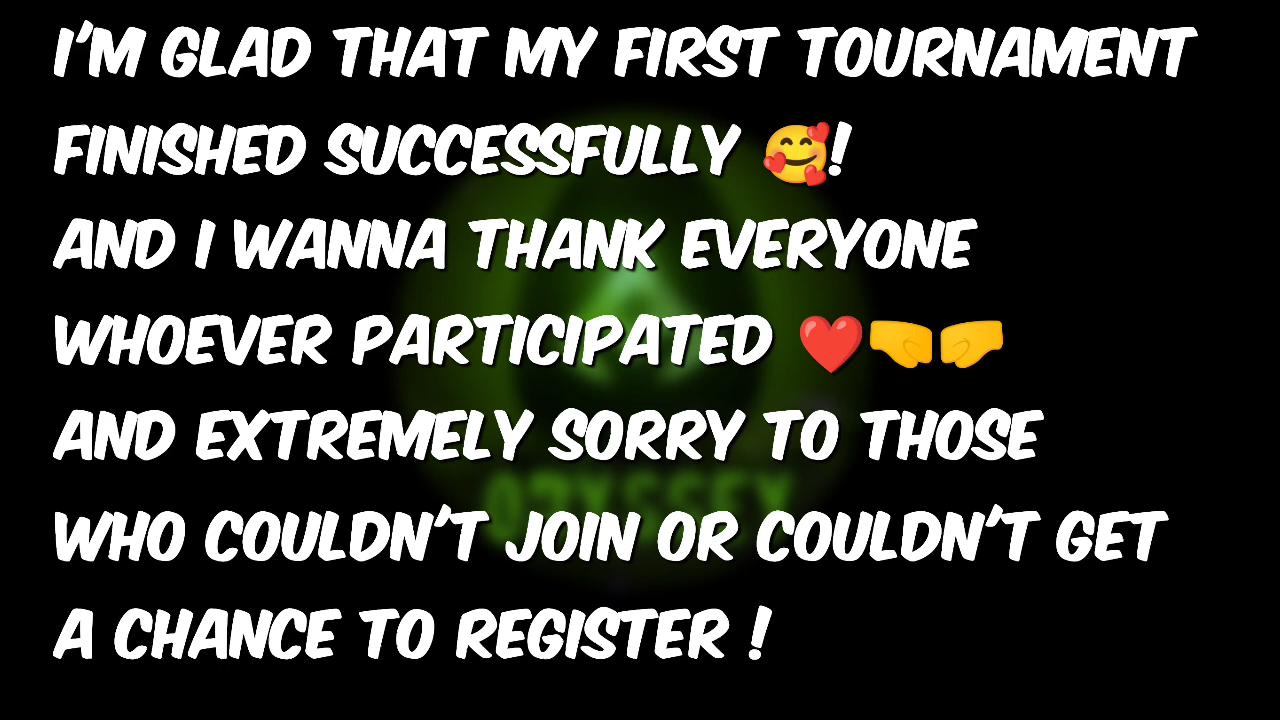 I'M GLAD THAT MY FIRST TOURNAMENT
FINISHED SUCCESSFULLY 🥰!
AND I WANNA THANK EVERYONE
WHOEVER PARTICIPATED ❤️🤜🤛
AND EXTREMELY SORRY TO THOSE
WHO COULDN'T JOIN OR COULDN'T GET
A CHANCE TO REGISTER !
ODYSSEY